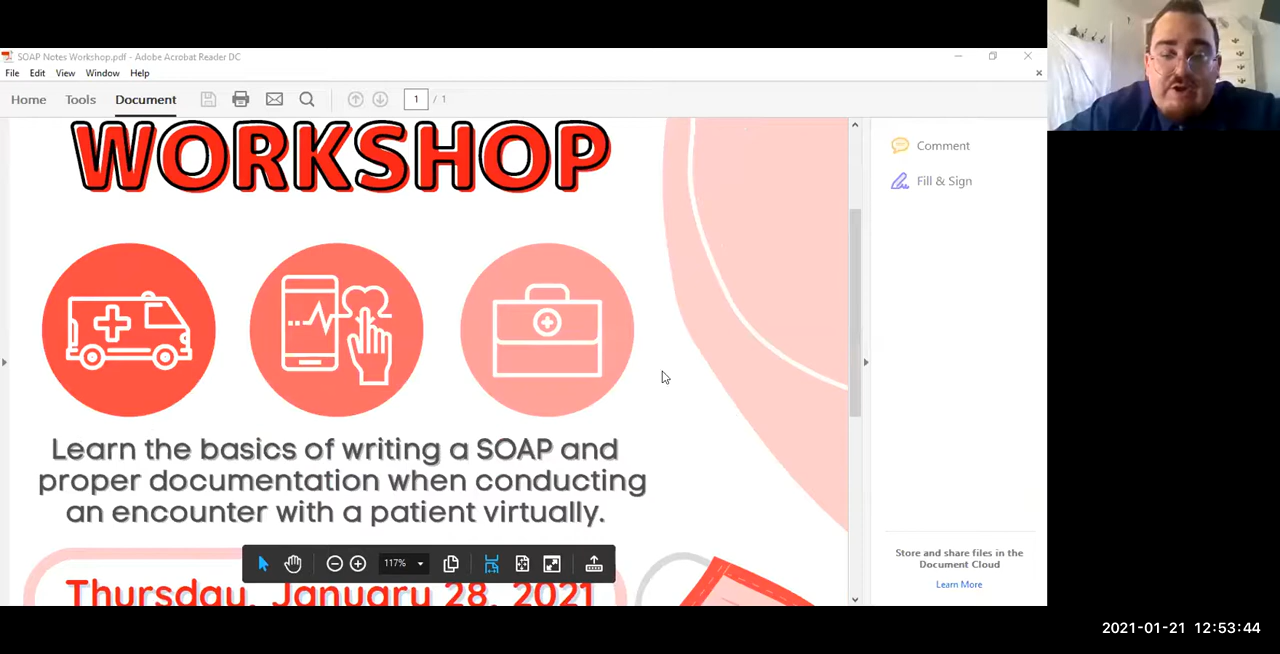 SOAP Notes Workshop.pdf - Adobe Acrobat Reader DC
File Edit View Window Help
Home Tools Document 1 / 1
WORKSHOP
Comment
Fill & Sign
Learn the basics of writing a SOAP and
proper documentation when conducting
an encounter with a patient virtually.
117%
Thursday, January 28, 2021
Store and share files in the
Document Cloud
Learn More
2021-01-21 12:53:44